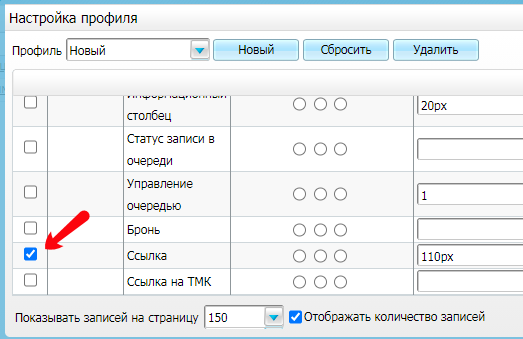 Настройка профиля
Профиль Новый Новый Сбросить Удалить
Информационный
столбец 20px
Статус записи в
очереди
Управление
очередью 1
Бронь
Ссылка 110px
Ссылка на ТМК
Показывать записей на страницу 150 Отображать количество записей